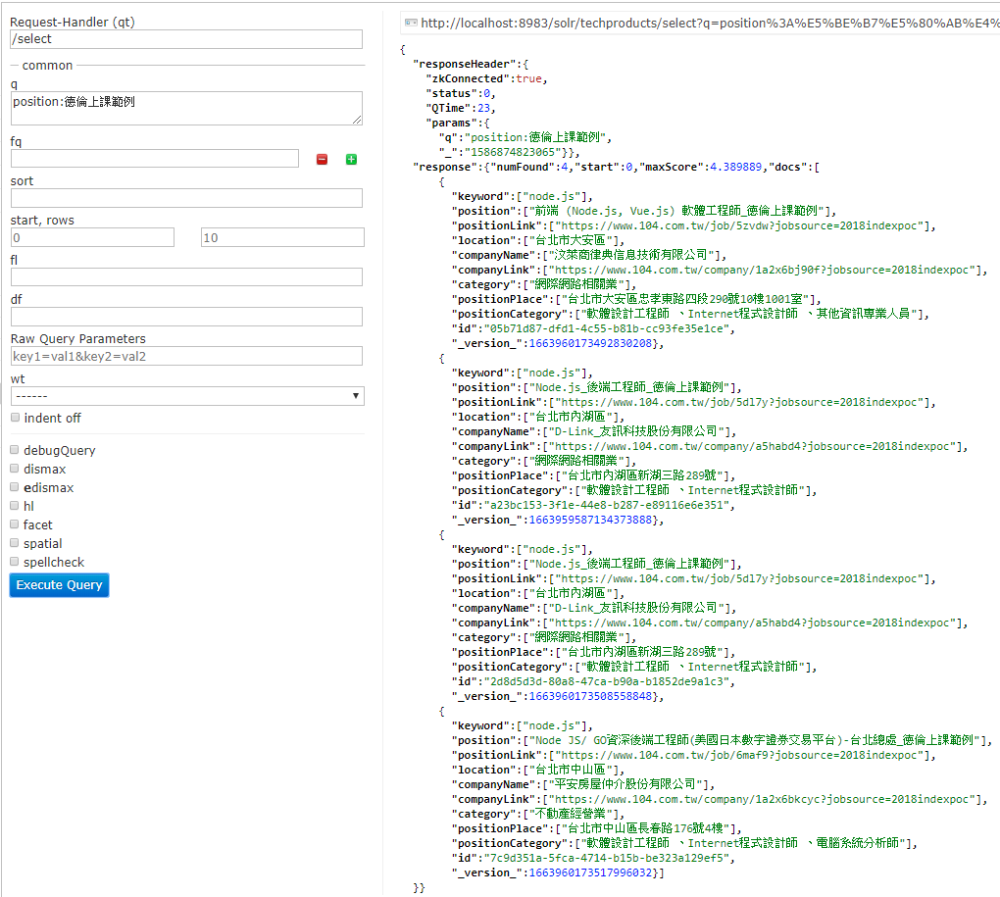 Request-Handler (qt)
/select
common
q
position:德倫上課範例
fq
sort
start, rows
0
10
fl
df
Raw Query Parameters
key1=val1&key2=val2
wt
------
indent off
debugQuery
dismax
edismax
hl
facet
spatial
spellcheck
Execute Query
http://localhost:8983/solr/techproducts/select?q=position%3A%E5%BE%B7%E5%80%AB%E4%
{
"responseHeader":{
"zkConnected":true,
"status":0,
"QTime":23,
"params":{
"q":"position:德倫上課範例",
"_":"1586874823065"}},
"response":{"numFound":4,"start":0,"maxScore":4.389889,"docs":[
{
"keyword":["node.js"],
"position":["前端 (Node.js, Vue.js) 軟體工程師_德倫上課範例"],
"positionLink":["https://www.104.com.tw/job/5zvdw?jobsource=2018indexpoc"],
"location":["台北市大安區"],
"companyName":["汶萊商律典信息技術有限公司"],
"companyLink":["https://www.104.com.tw/company/1a2x6bj90f?jobsource=2018indexpoc"],
"category":["網際網路相關業"],
"positionPlace":["台北市大安區忠孝東路四段290號10樓1001室"],
"positionCategory":["軟體設計工程師 、Internet程式設計師 、其他資訊專業人員"],
"id":"05b71d87-dfd1-4c55-b81b-cc93fe35e1ce",
"_version_":1663960173492830208},
{
"keyword":["node.js"],
"position":["Node.js_後端工程師_德倫上課範例"],
"positionLink":["https://www.104.com.tw/job/5dl7y?jobsource=2018indexpoc"],
"location":["台北市內湖區"],
"companyName":["D-Link_友訊科技股份有限公司"],
"companyLink":["https://www.104.com.tw/company/a5habd4?jobsource=2018indexpoc"],
"category":["網際網路相關業"],
"positionPlace":["台北市內湖區新湖三路289號"],
"positionCategory":["軟體設計工程師 、Internet程式設計師"],
"id":"a23bc153-3f1e-44e8-b287-e89116e6e351",
"_version_":1663959587134373888},
{
"keyword":["node.js"],
"position":["Node.js_後端工程師_德倫上課範例"],
"positionLink":["https://www.104.com.tw/job/5dl7y?jobsource=2018indexpoc"],
"location":["台北市內湖區"],
"companyName":["D-Link_友訊科技股份有限公司"],
"companyLink":["https://www.104.com.tw/company/a5habd4?jobsource=2018indexpoc"],
"category":["網際網路相關業"],
"positionPlace":["台北市內湖區新湖三路289號"],
"positionCategory":["軟體設計工程師 、Internet程式設計師"],
"id":"2d8d5d3d-80a8-47ca-b90a-b1852de9a1c3",
"_version_":1663960173508558848},
{
"keyword":["node.js"],
"position":["Node JS/ GO資深後端工程師(美國日本數字證券交易平台)-台北總處_德倫上課範例"],
"positionLink":["https://www.104.com.tw/job/6maf9?jobsource=2018indexpoc"],
"location":["台北市中山區"],
"companyName":["平安房屋仲介股份有限公司"],
"companyLink":["https://www.104.com.tw/company/1a2x6bkcyc?jobsource=2018indexpoc"],
"category":["不動產經營業"],
"positionPlace":["台北市中山區長春路176號4樓"],
"positionCategory":["軟體設計工程師 、Internet程式設計師 、電腦系統分析師"],
"id":"7c9d351a-5fca-4714-b15b-be323a129ef5",
"_version_":1663960173517996032}]
}}